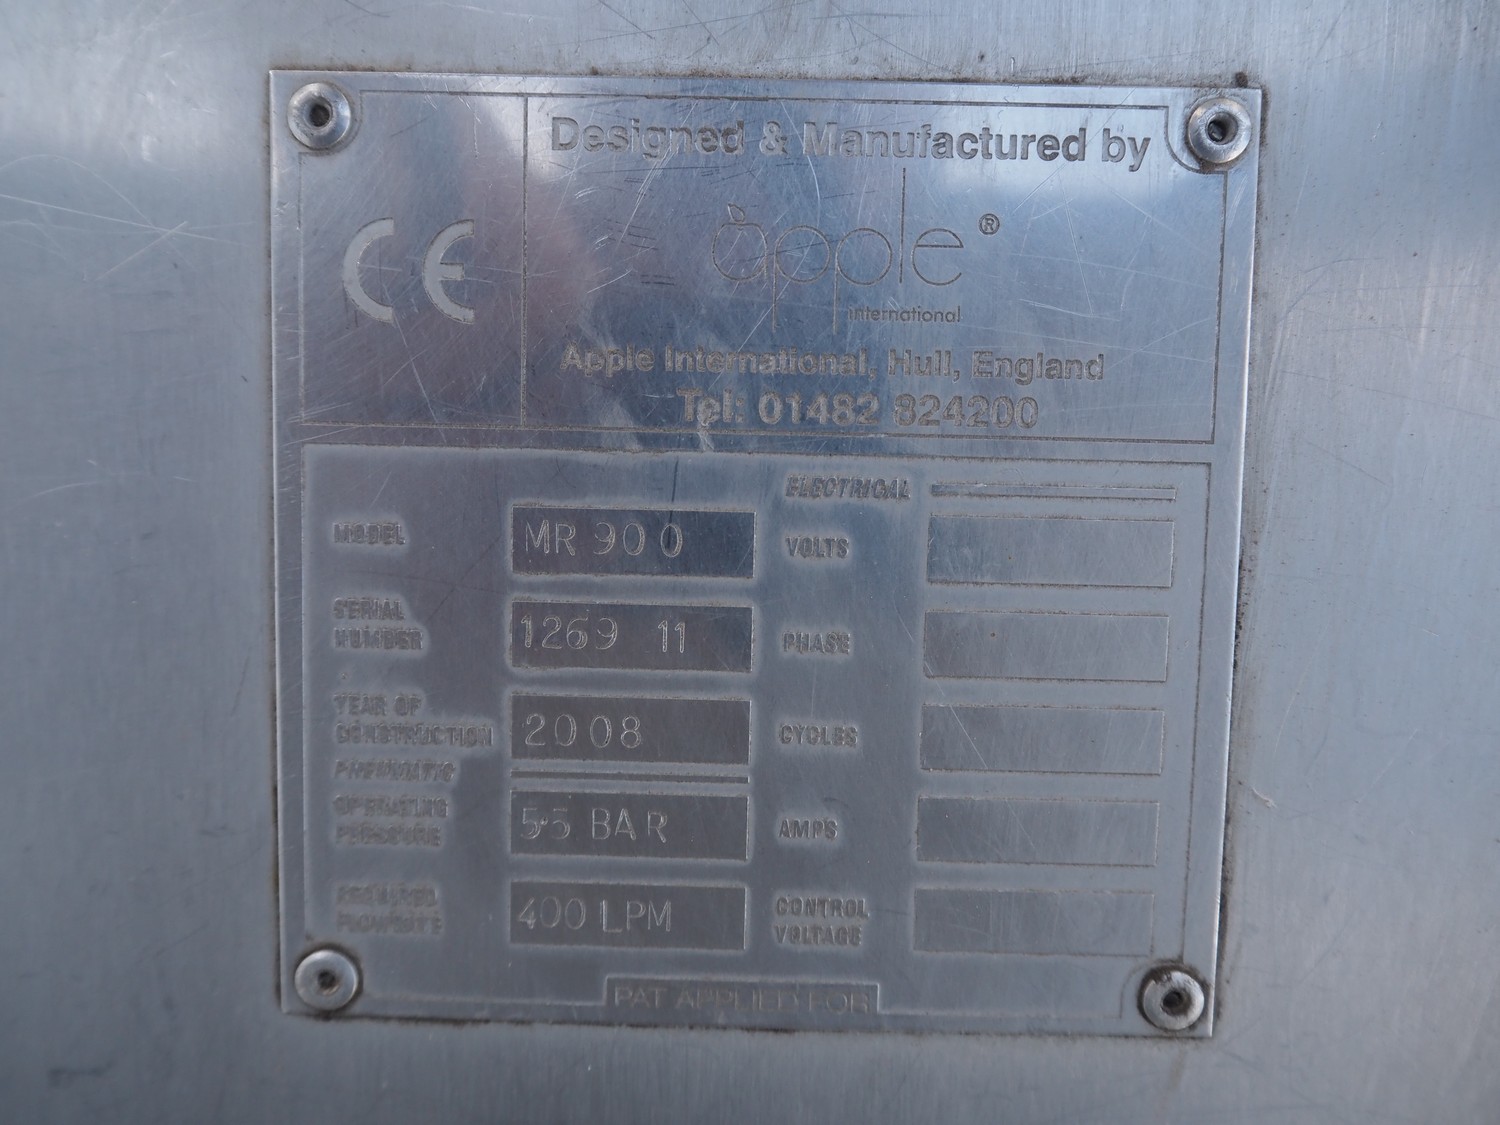 Designed & Manufactured by
CE
apple ®
international
Apple International, Hull, England
Tel: 01482 824200
ELECTRICAL
MODEL MR 900 VOLTS
SERIAL
NUMBER 1269 11 PHASE
YEAR OF
CONSTRUCTION 2008 CYCLES
PNEUMATIC
OPERATING
PRESSURE 5.5 BAR AMPS
REQUIRED
FLOWRATE 400 LPM CONTROL
VOLTAGE
PAT APPLIED FOR